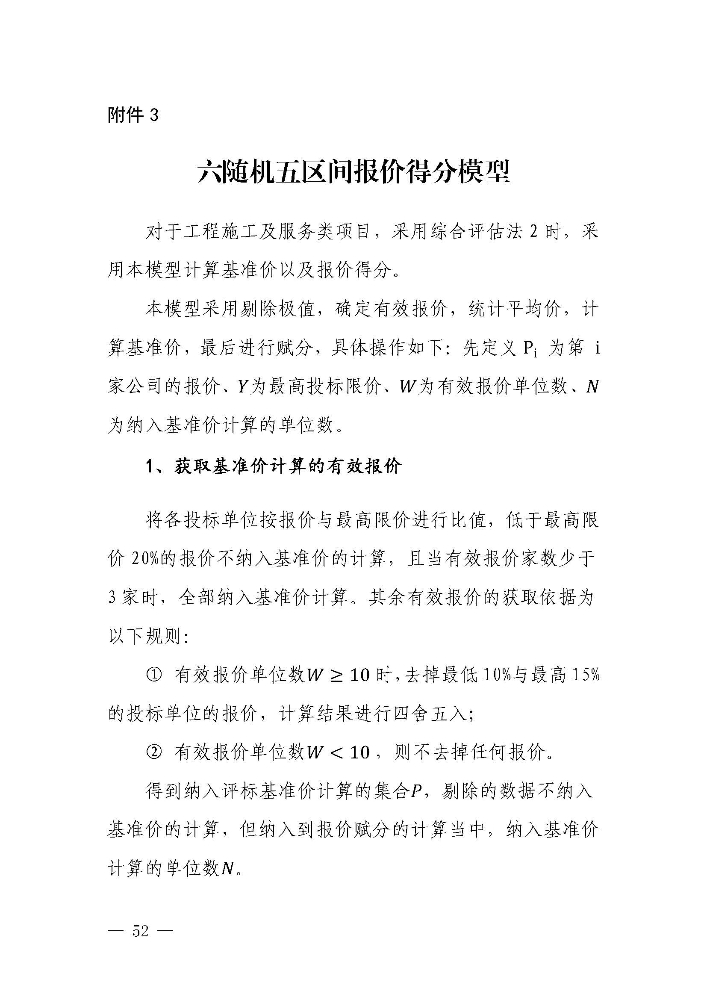 附件 3
六随机五区间报价得分模型
对于工程施工及服务类项目，采用综合评估法 2 时，采
用本模型计算基准价以及报价得分。
本模型采用剔除极值，确定有效报价，统计平均价，计
算基准价，最后进行赋分，具体操作如下：先定义 Pᵢ 为第 i
家公司的报价、Y为最高投标限价、W为有效报价单位数、N
为纳入基准价计算的单位数。
1、获取基准价计算的有效报价
将各投标单位按报价与最高限价进行比值，低于最高限
价 20%的报价不纳入基准价的计算，且当有效报价家数少于
3 家时，全部纳入基准价计算。其余有效报价的获取依据为
以下规则：
① 有效报价单位数W ≥ 10 时，去掉最低 10%与最高 15%
的投标单位的报价，计算结果进行四舍五入；
② 有效报价单位数W < 10 ，则不去掉任何报价。
得到纳入评标基准价计算的集合P，剔除的数据不纳入
基准价的计算，但纳入到报价赋分的计算当中，纳入基准价
计算的单位数N。
— 52 —